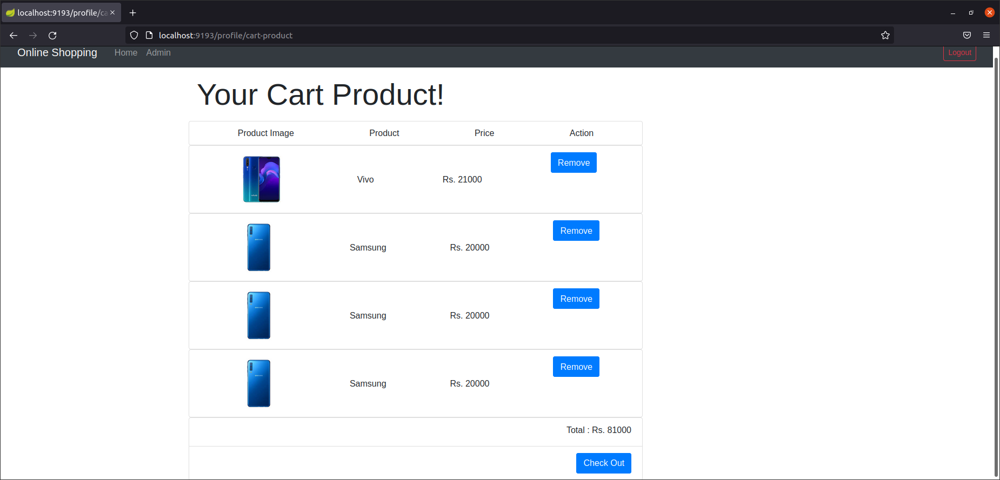 localhost:9193/profile/ca
localhost:9193/profile/cart-product
Online Shopping Home Admin Logout
Your Cart Product!
Product Image Product Price Action
Vivo Rs. 21000 Remove
Samsung Rs. 20000 Remove
Samsung Rs. 20000 Remove
Samsung Rs. 20000 Remove
Total : Rs. 81000
Check Out